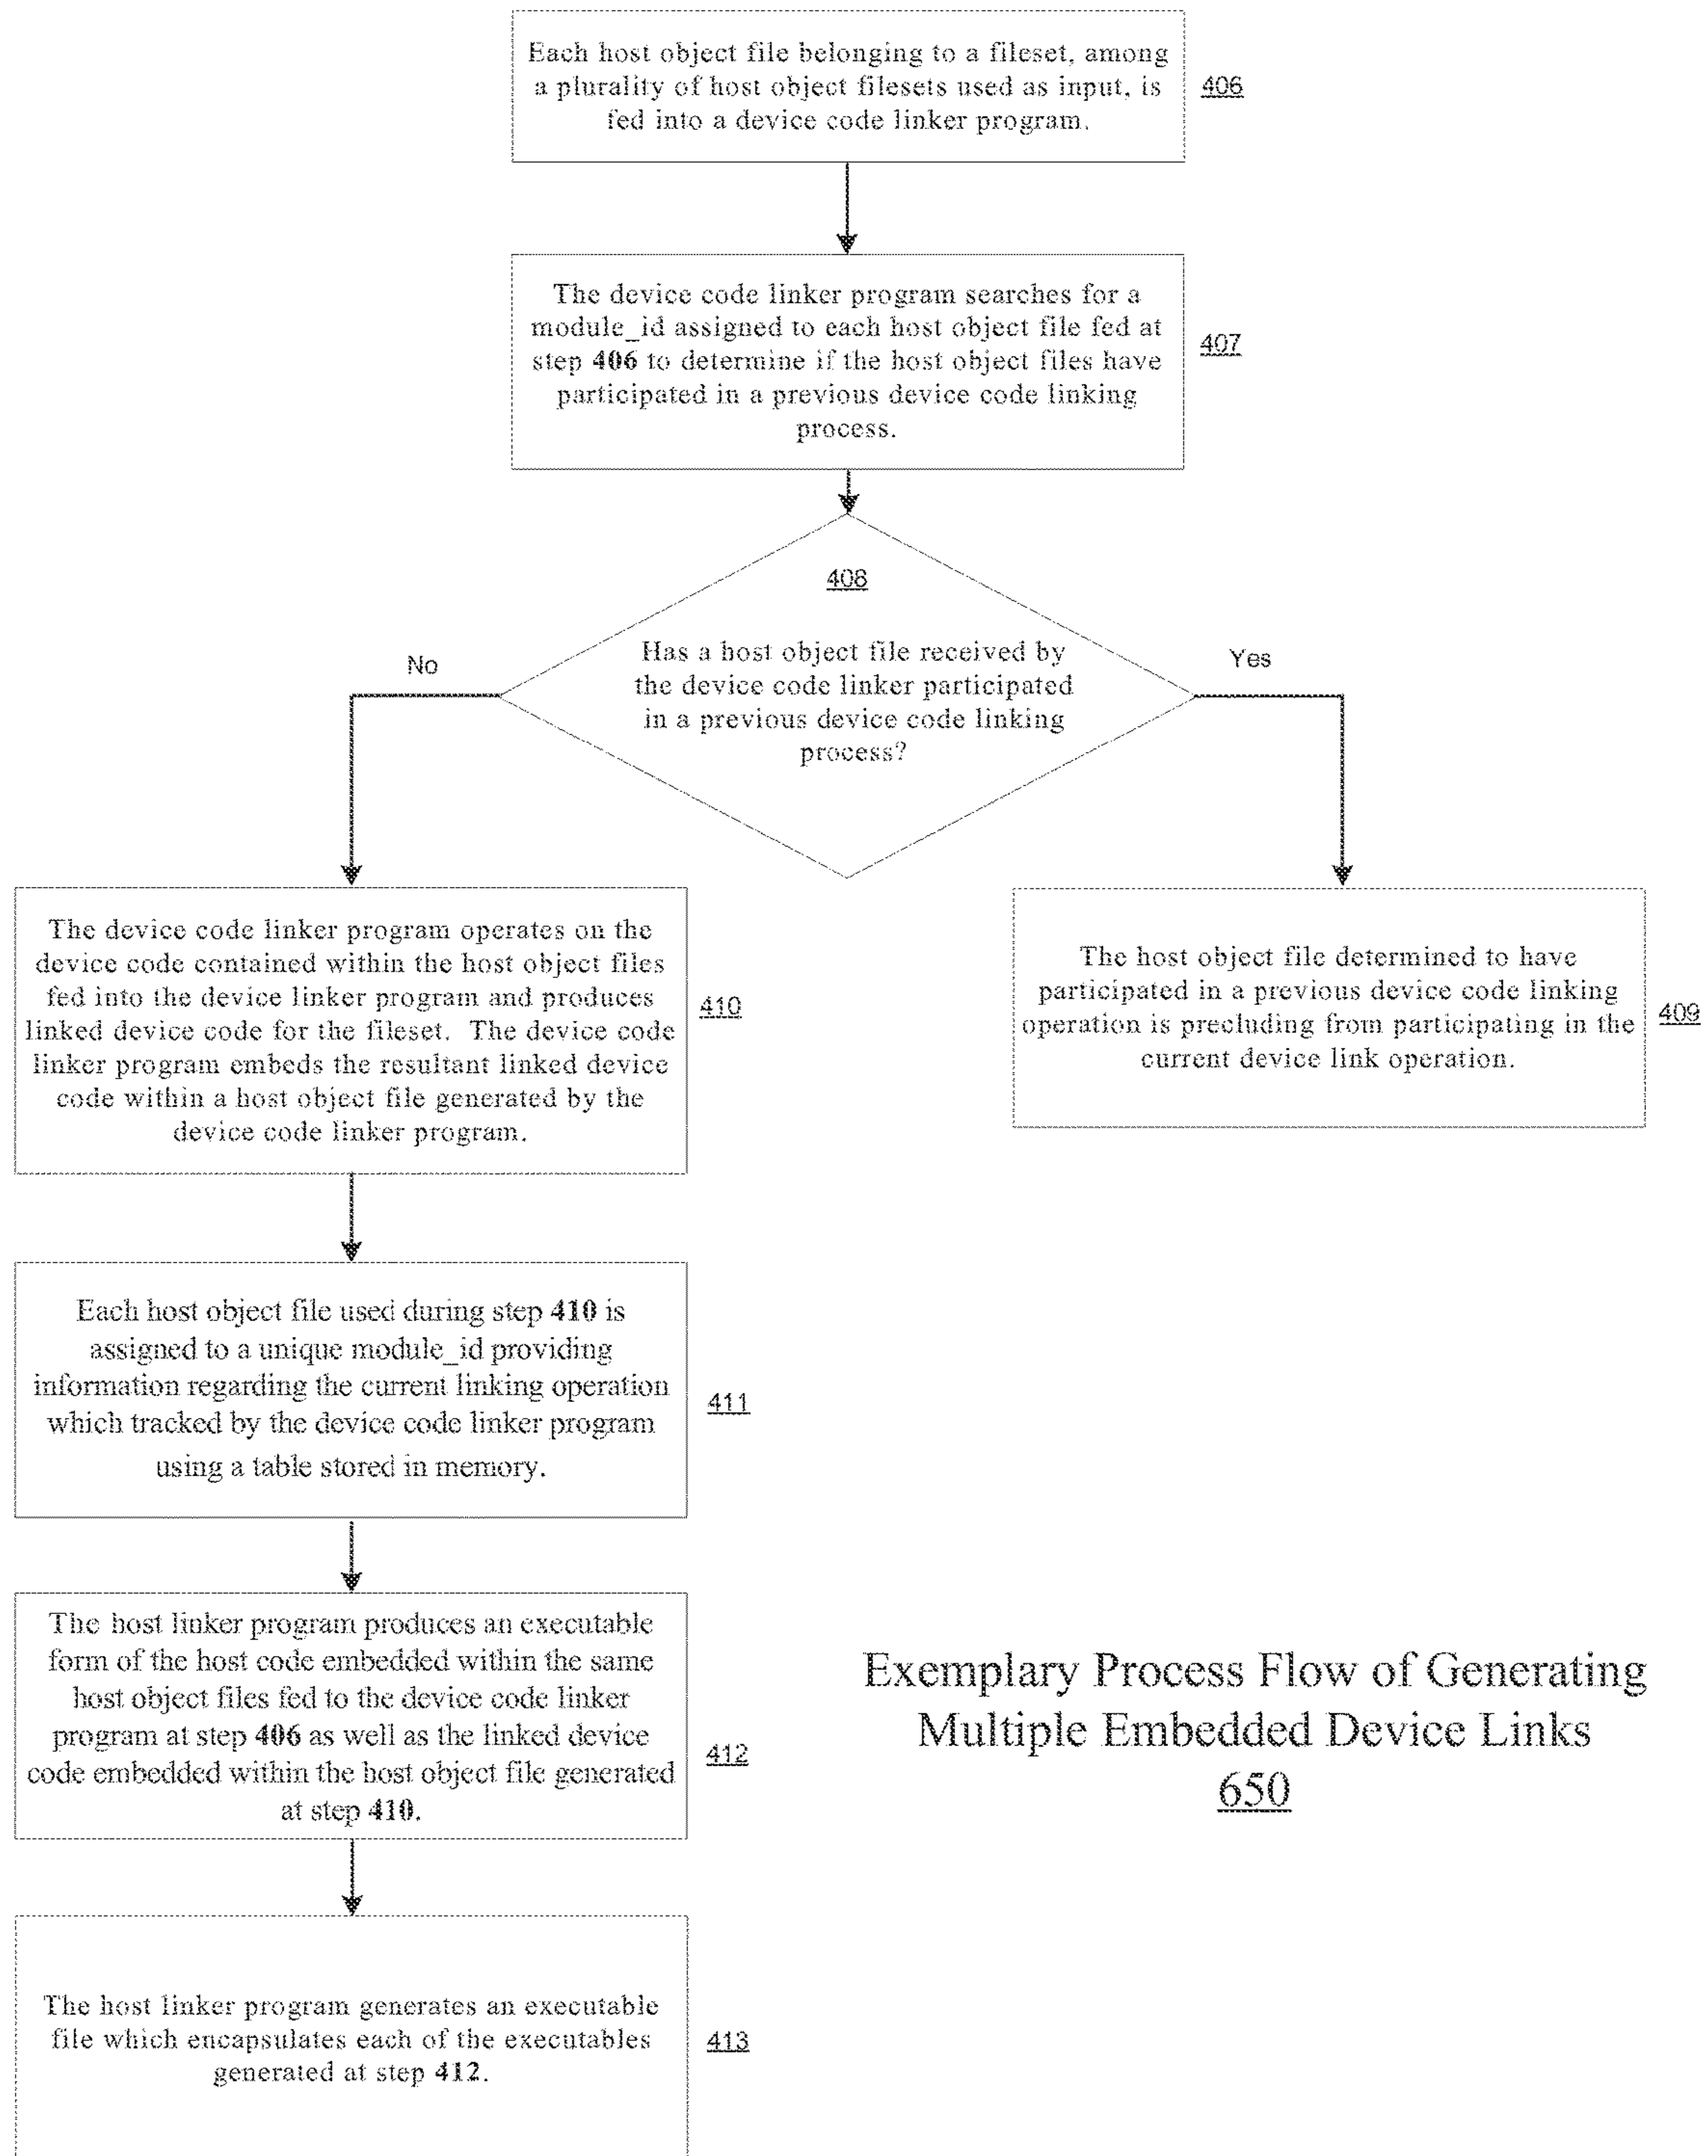 Each host object file belonging to a fileset, among
a plurality of host object filesets used as input, is
fed into a device code linker program.
406
The device code linker program searches for a
module_id assigned to each host object file fed at
step 406 to determine if the host object files have
participated in a previous device code linking
process.
407
408
Has a host object file received by
the device code linker participated
in a previous device code linking
process?
No
Yes
The device code linker program operates on the
device code contained within the host object files
fed into the device linker program and produces
linked device code for the fileset. The device code
linker program embeds the resultant linked device
code within a host object file generated by the
device code linker program.
410
The host object file determined to have
participated in a previous device code linking
operation is precluding from participating in the
current device link operation.
409
Each host object file used during step 410 is
assigned to a unique module_id providing
information regarding the current linking operation
which tracked by the device code linker program
using a table stored in memory.
411
The host linker program produces an executable
form of the host code embedded within the same
host object files fed to the device code linker
program at step 406 as well as the linked device
code embedded within the host object file generated
at step 410.
412
Exemplary Process Flow of Generating
Multiple Embedded Device Links
650
The host linker program generates an executable
file which encapsulates each of the executables
generated at step 412.
413